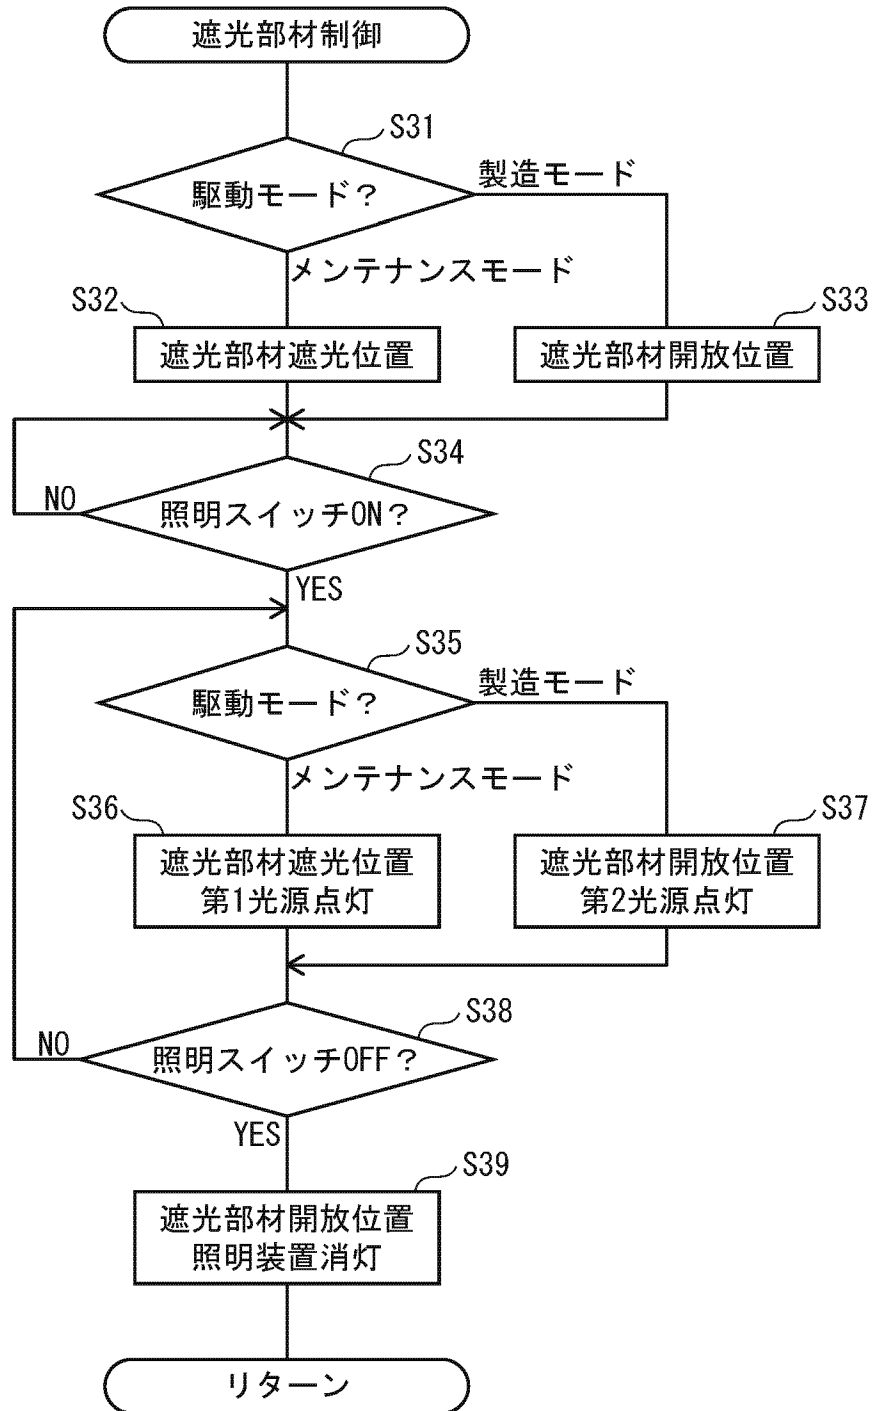 遮光部材制御
S31
駆動モード？
製造モード
メンテナンスモード
S32
遮光部材遮光位置
S33
遮光部材開放位置
S34
照明スイッチON？
NO
YES
S35
駆動モード？
製造モード
メンテナンスモード
S36
遮光部材遮光位置
第1光源点灯
S37
遮光部材開放位置
第2光源点灯
S38
照明スイッチOFF？
NO
YES
S39
遮光部材開放位置
照明装置消灯
リターン